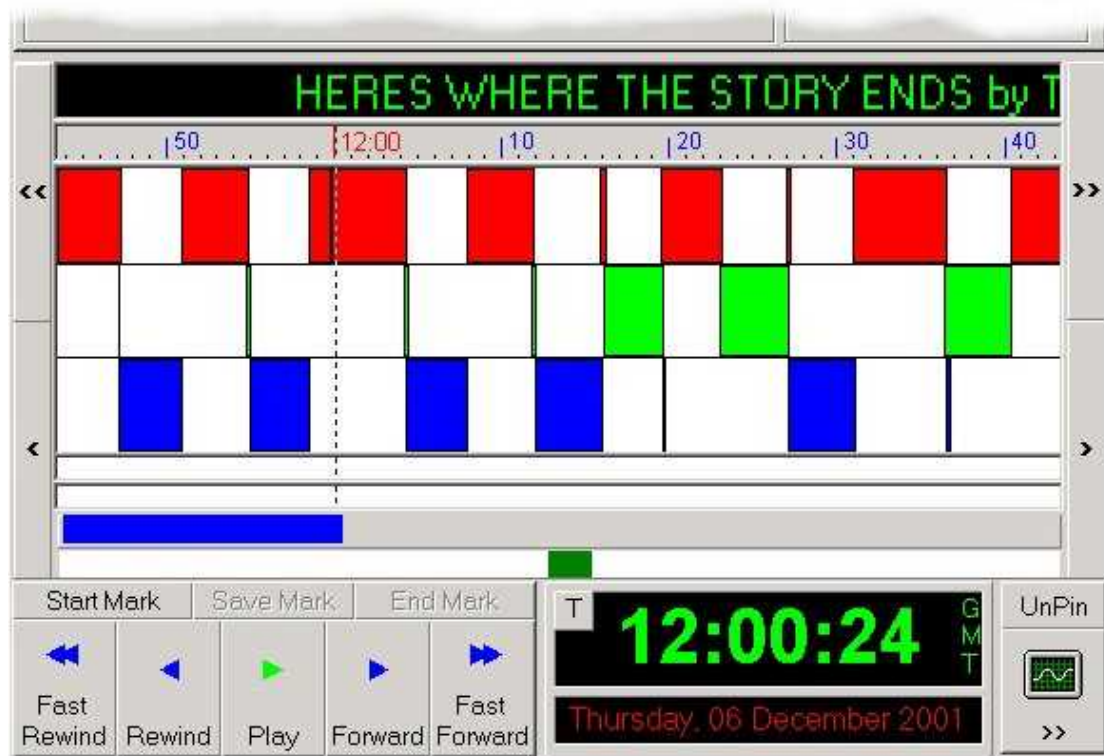 HERES WHERE THE STORY ENDS by T
50 12:00 10 20 30 40
<<
>>
<
>
Start Mark Save Mark End Mark
T
12:00:24
GMT
UnPin
Fast Rewind
Rewind
Play
Forward
Fast Forward
Thursday, 06 December 2001
>>